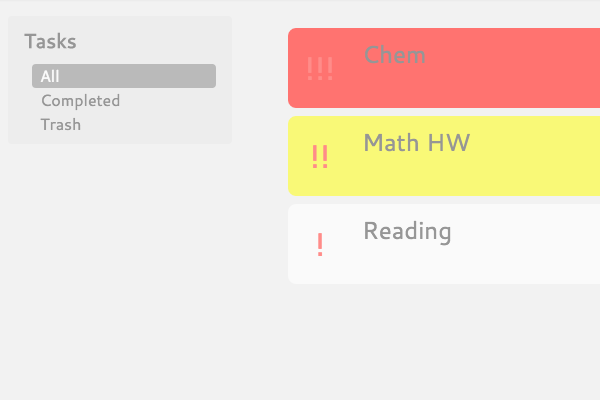 Tasks
All
Completed
Trash
!!! Chem
!! Math HW
! Reading